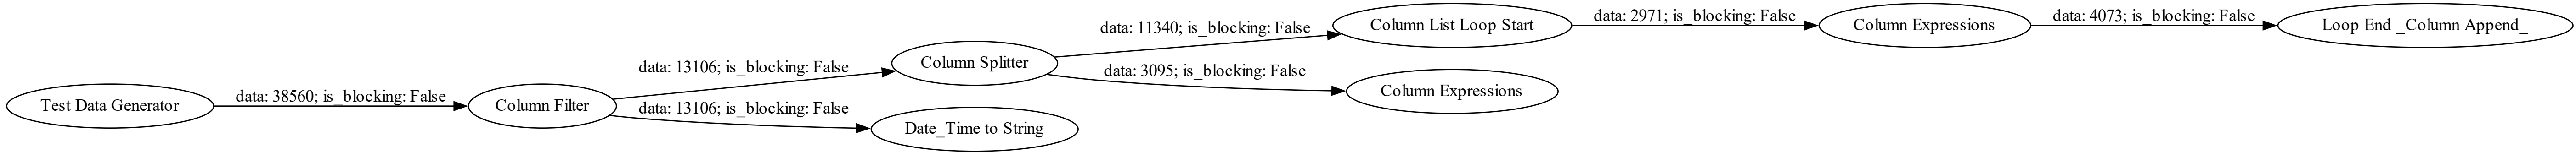 Test Data Generator
data: 38560; is_blocking: False
Column Filter
data: 13106; is_blocking: False
data: 13106; is_blocking: False
Column Splitter
Date_Time to String
data: 11340; is_blocking: False
data: 3095; is_blocking: False
Column List Loop Start
Column Expressions
data: 2971; is_blocking: False
Column Expressions
data: 4073; is_blocking: False
Loop End _Column Append_